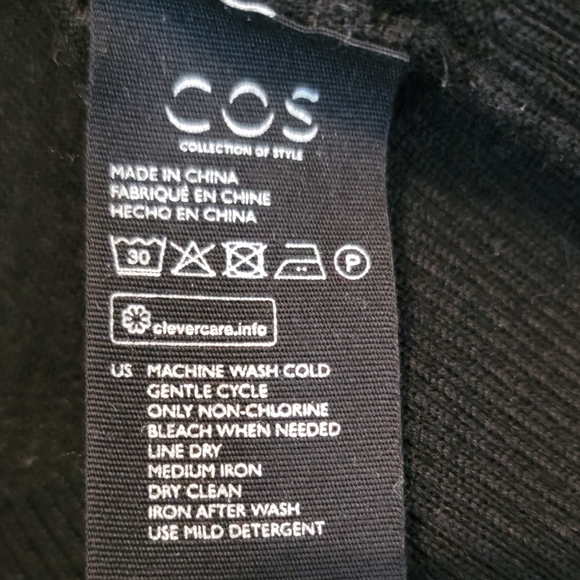 COS
COLLECTION OF STYLE
MADE IN CHINA
FABRIQUÉ EN CHINE
HECHO EN CHINA
30 P
clevercare.info
US MACHINE WASH COLD
GENTLE CYCLE
ONLY NON-CHLORINE
BLEACH WHEN NEEDED
LINE DRY
MEDIUM IRON
DRY CLEAN
IRON AFTER WASH
USE MILD DETERGENT